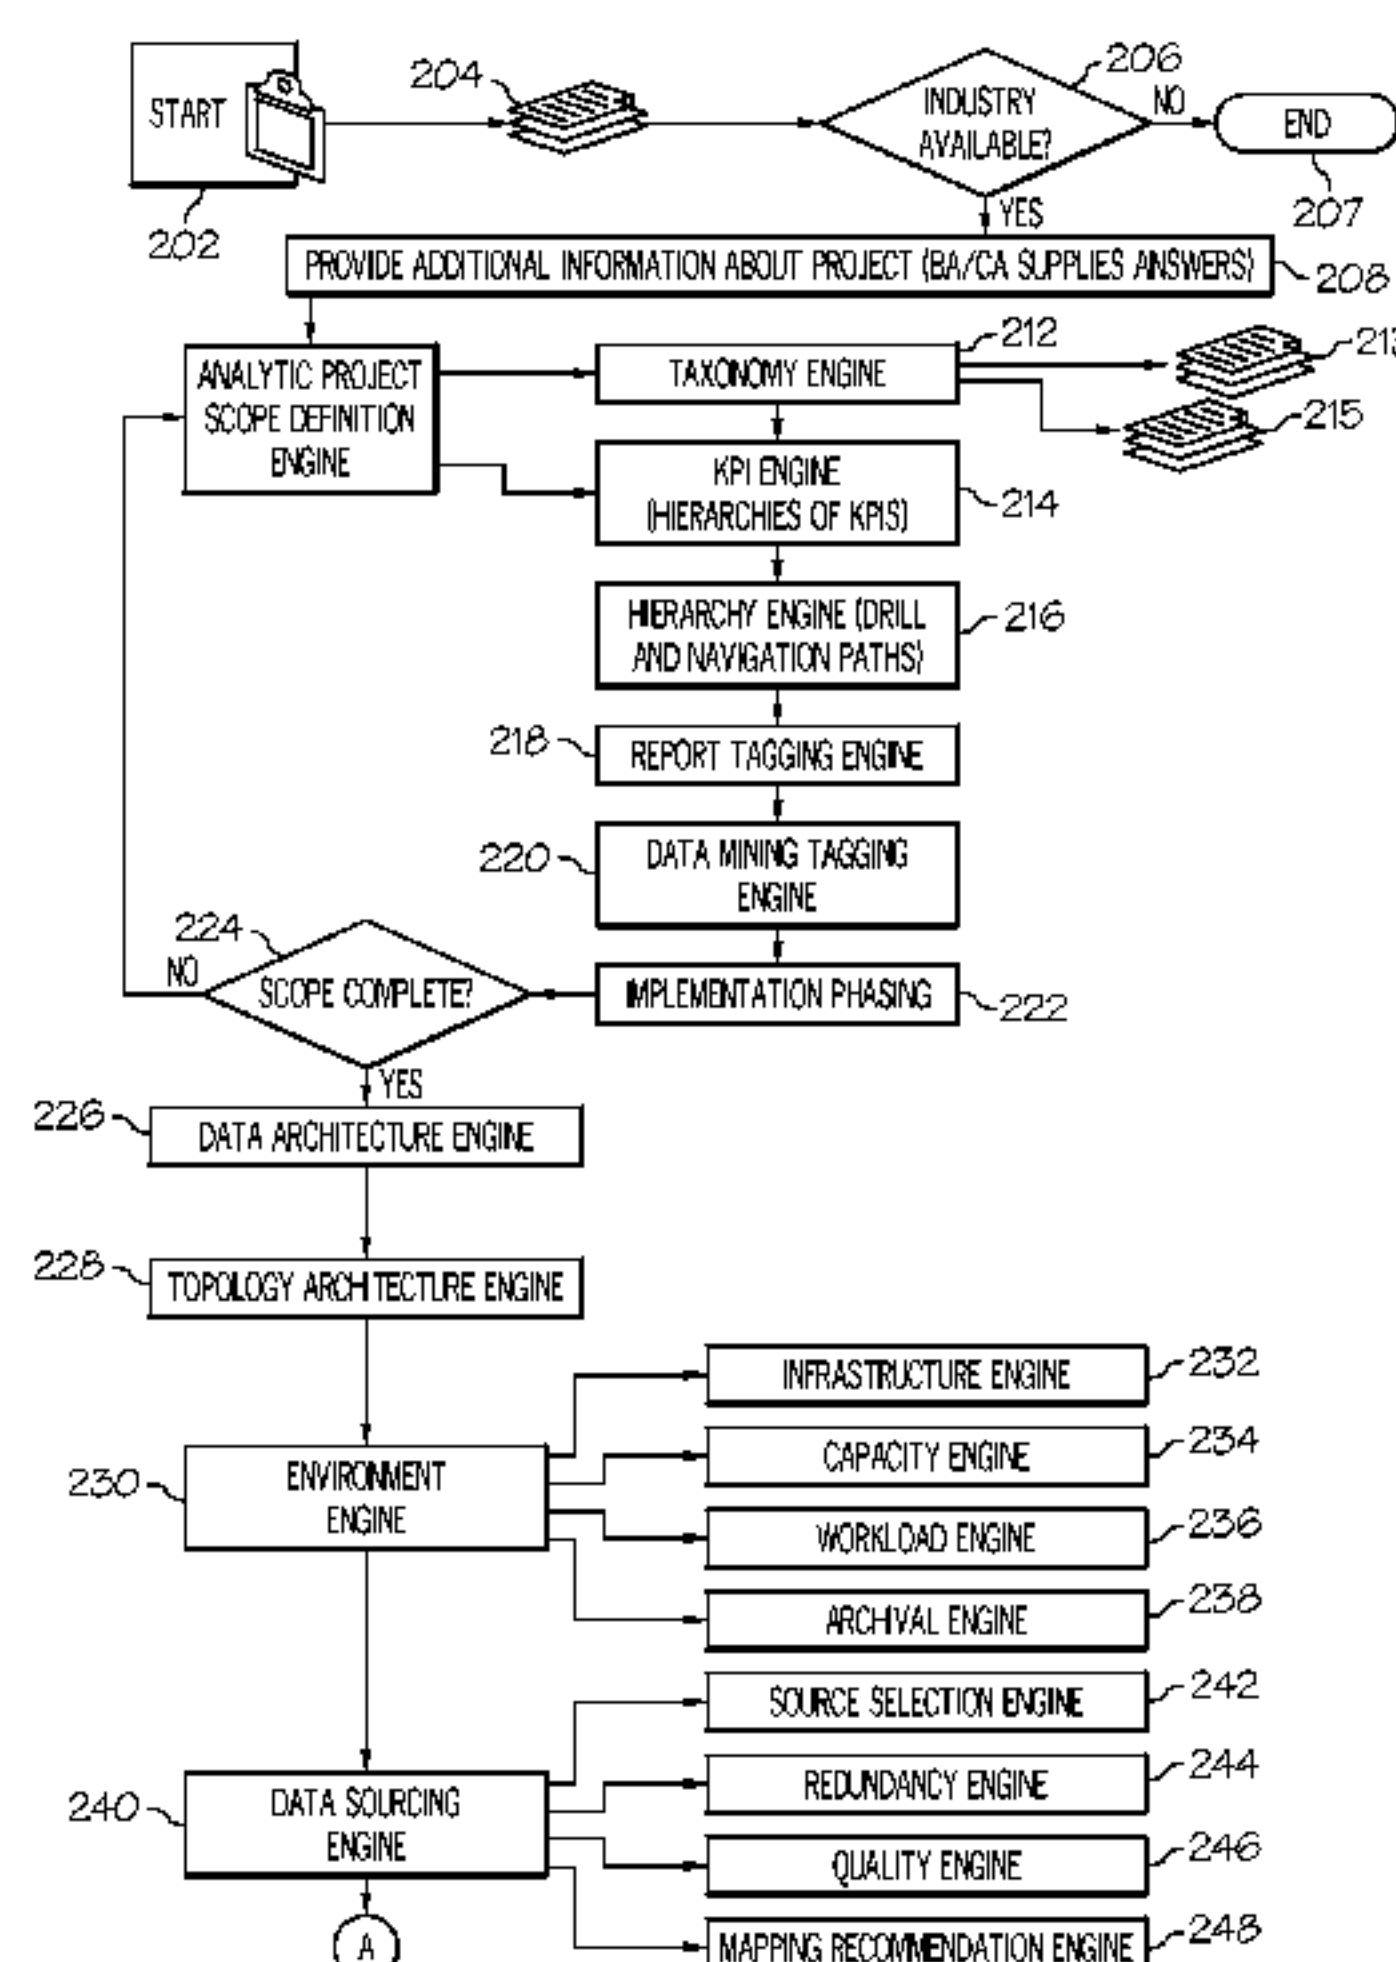 START
202
204
INDUSTRY
AVAILABLE?
206
NO
END
207
YES
PROVIDE ADDITIONAL INFORMATION ABOUT PROJECT (BA/CA SUPPLIES ANSWERS)
208
ANALYTIC PROJECT
SCOPE DEFINITION
ENGINE
TAXONOMY ENGINE
212
213
215
KPI ENGINE
(HIERARCHIES OF KPIS)
214
HIERARCHY ENGINE (DRILL
AND NAVIGATION PATHS)
216
218
REPORT TAGGING ENGINE
220
DATA MINING TAGGING
ENGINE
224
NO
SCOPE COMPLETE?
IMPLEMENTATION PHASING
222
YES
226
DATA ARCHITECTURE ENGINE
228
TOPOLOGY ARCHITECTURE ENGINE
230
ENVIRONMENT
ENGINE
INFRASTRUCTURE ENGINE
232
CAPACITY ENGINE
234
WORKLOAD ENGINE
236
ARCHIVAL ENGINE
238
240
DATA SOURCING
ENGINE
SOURCE SELECTION ENGINE
242
REDUNDANCY ENGINE
244
QUALITY ENGINE
246
MAPPING RECOMMENDATION ENGINE
248
A